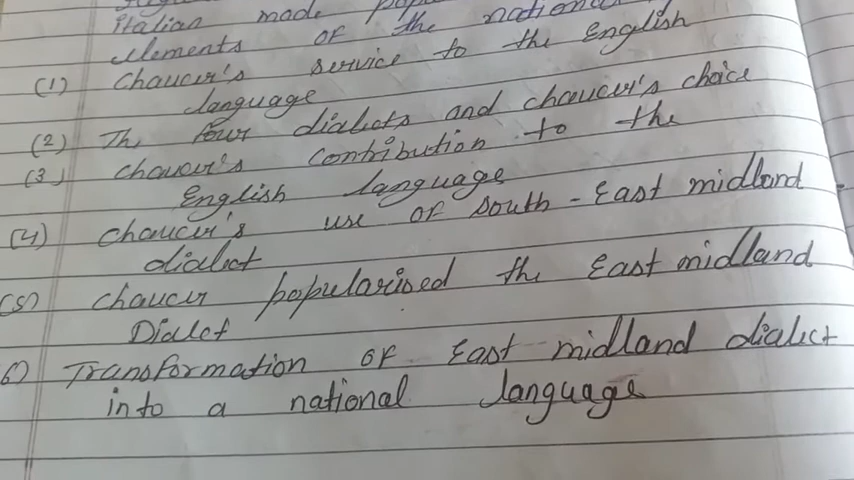 italian made
elements of the nation
(1) Chaucer's service to the English
language
(2) The four dialects and chaucer's choice
(3) chaucer's contribution to the
English language
(4) chaucer's use of south-East midland
dialect
(5) chaucer popularised the East midland
Dialct
6) Transformation of East midland dialect
into a national language